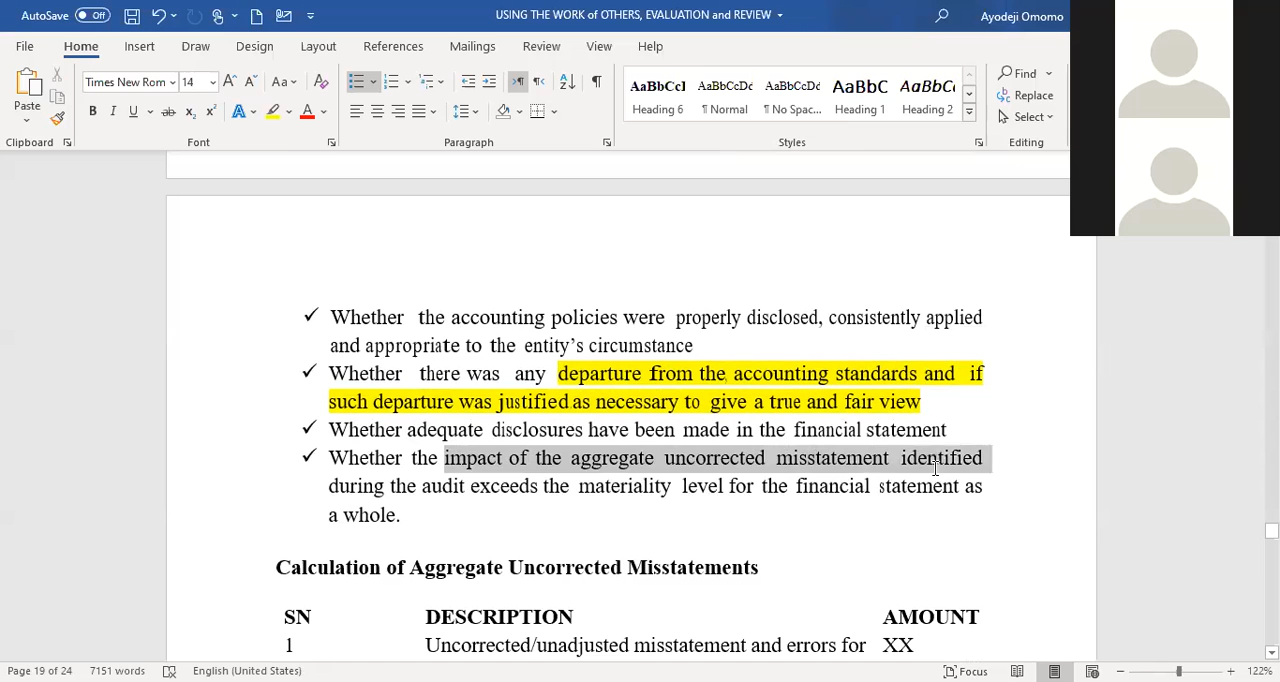 AutoSave Off
USING THE WORK of OTHERS, EVALUATION and REVIEW
Ayodeji Omomo
File Home Insert Draw Design Layout References Mailings Review View Help
Paste
Times New Rom 14 Aa
B I U ab x₂ x² A A
Clipboard Font Paragraph Styles Editing
AaBbCcI AaBbCcDc AaBbCcDc AaBbC AaBbC
Heading 6 ¶ Normal ¶ No Spac... Heading 1 Heading 2
Find
Replace
Select
Whether the accounting policies were properly disclosed, consistently applied
and appropriate to the entity’s circumstance
Whether there was any departure from the accounting standards and if
such departure was justified as necessary to give a true and fair view
Whether adequate disclosures have been made in the financial statement
Whether the impact of the aggregate uncorrected misstatement identified
during the audit exceeds the materiality level for the financial statement as
a whole.
Calculation of Aggregate Uncorrected Misstatements
SN DESCRIPTION AMOUNT
1 Uncorrected/unadjusted misstatement and errors for XX
Page 19 of 24 7151 words English (United States) Focus 122%